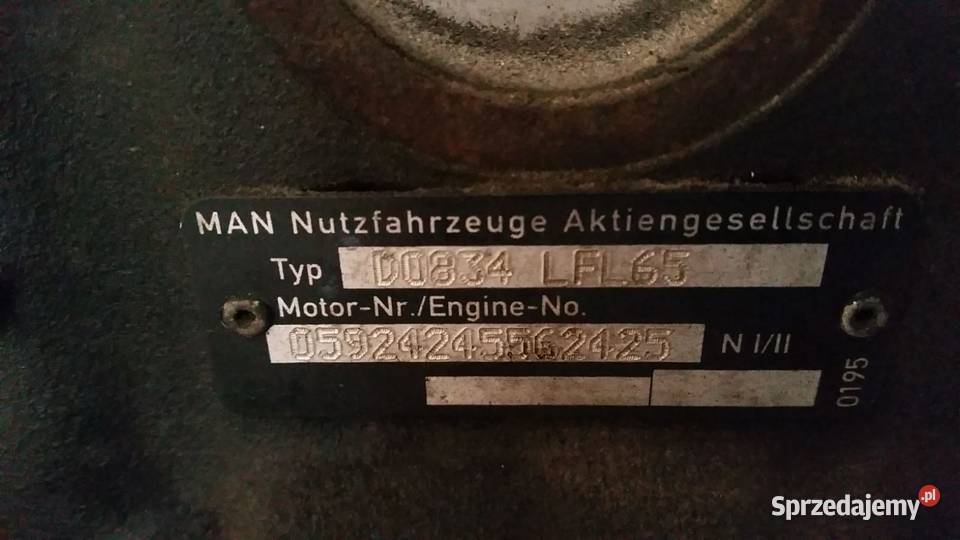 MAN Nutzfahrzeuge Aktiengesellschaft
Typ D0834 LFL65
Motor-Nr./Engine-No.
05924245562425 N I/II
0195
Sprzedajemy.pl